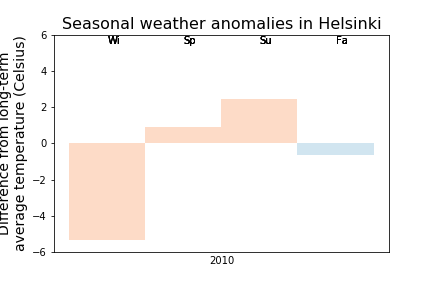 Seasonal weather anomalies in Helsinki
Difference from long-term
average temperature (Celsius)
6
4
2
0
−2
−4
−6
Wi Sp Su Fa
2010